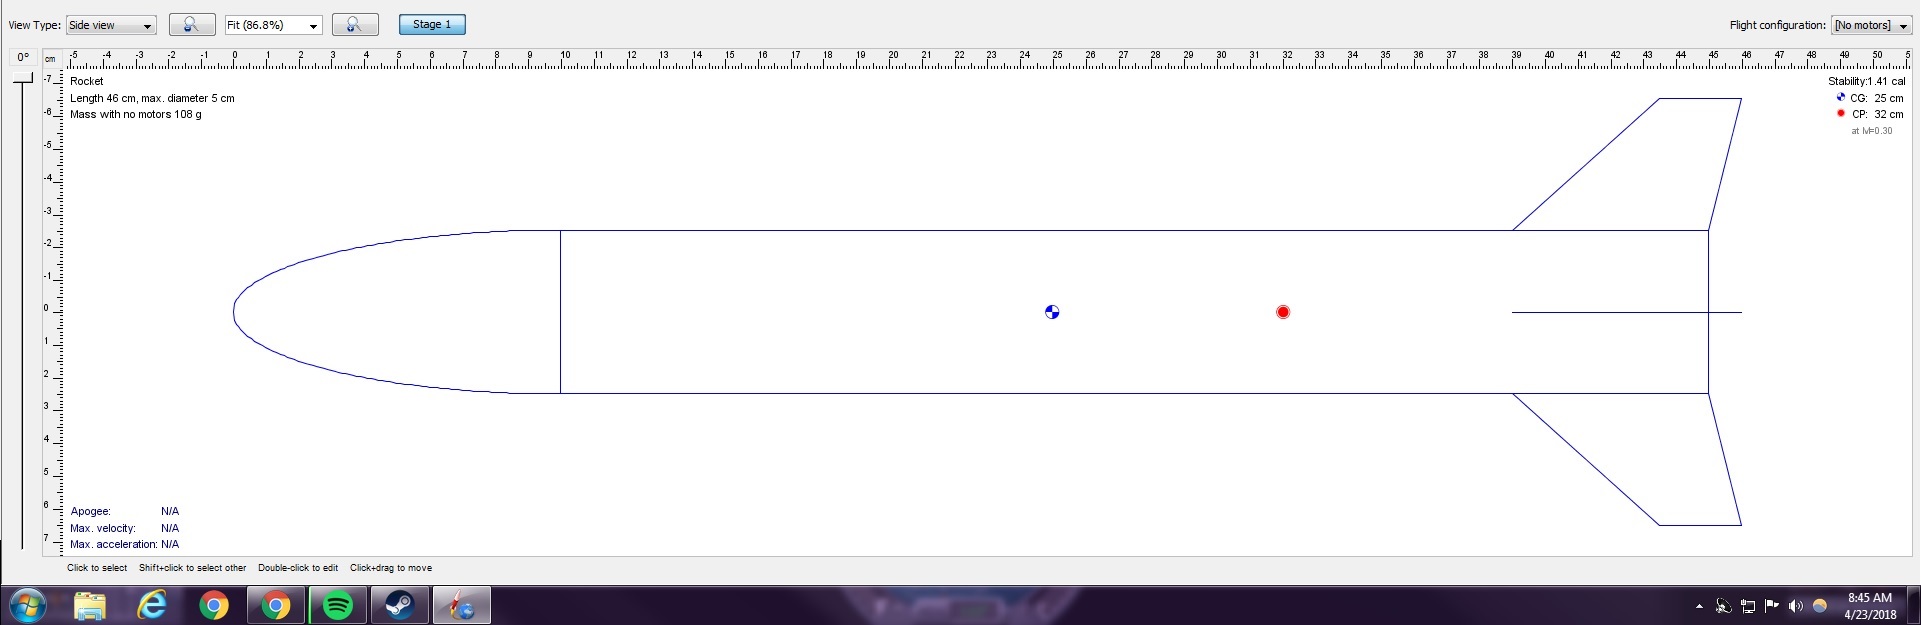 View Type: Side view Fit (86.8%) Stage 1 Flight configuration: [No motors]
0° cm -5 -4 -3 -2 -1 0 1 2 3 4 5 6 7 8 9 10 11 12 13 14 15 16 17 18 19 20 21 22 23 24 25 26 27 28 29 30 31 32 33 34 35 36 37 38 39 40 41 42 43 44 45 46 47 48 49 50 5
-7
-6
-5
-4
-3
-2
-1
0
1
2
3
4
5
6
7
Rocket
Length 46 cm, max. diameter 5 cm
Mass with no motors 108 g
Stability:1.41 cal
CG: 25 cm
CP: 32 cm
at M=0.30
Apogee: N/A
Max. velocity: N/A
Max. acceleration: N/A
Click to select Shift+click to select other Double-click to edit Click+drag to move
8:45 AM
4/23/2018